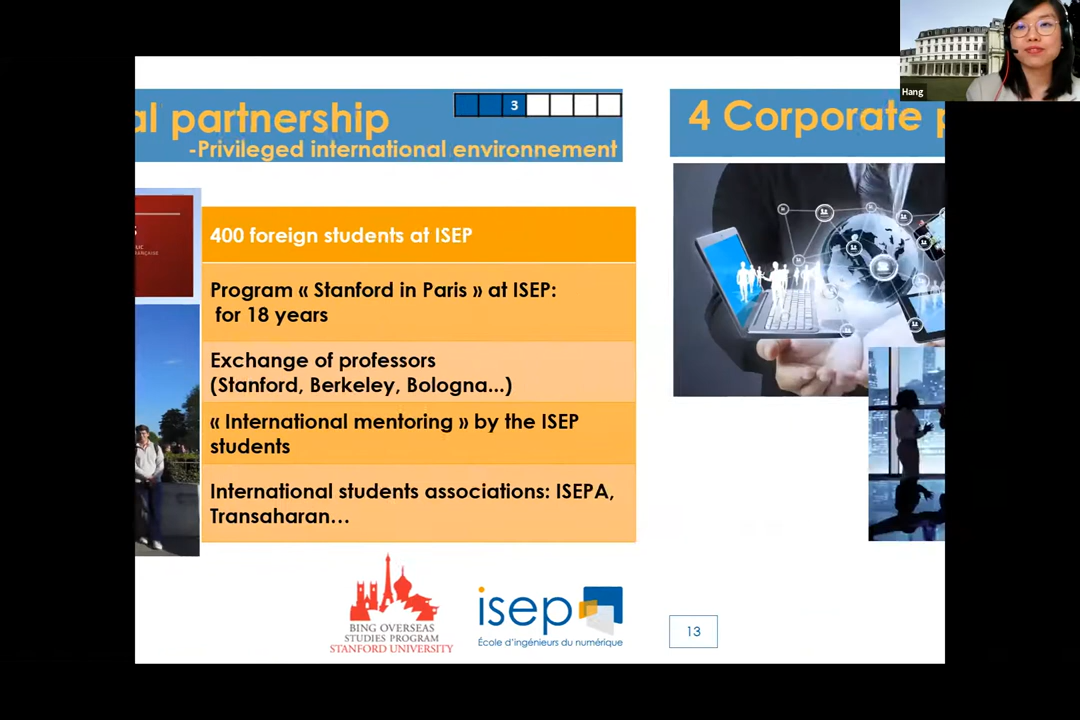 al partnership
3
-Privileged international environnement
400 foreign students at ISEP
Program « Stanford in Paris » at ISEP:
for 18 years
Exchange of professors
(Stanford, Berkeley, Bologna...)
« International mentoring » by the ISEP
students
International students associations: ISEPA,
Transaharan...
BING OVERSEAS
STUDIES PROGRAM
STANFORD UNIVERSITY
isep
École d'ingénieurs du numérique
4 Corporate p
13
Hang